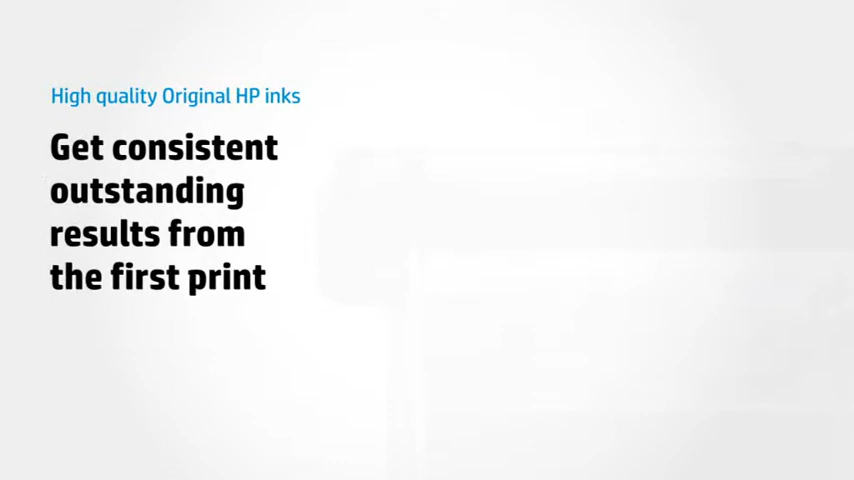 High quality Original HP inks
Get consistent
outstanding
results from
the first print